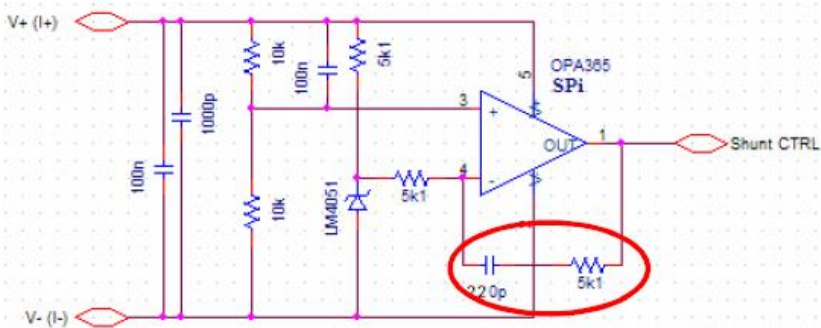 V+ (I+)
10k
100n
5k1
5
OPA365
SPi
1000p
3
+
100n
OUT
1
Shunt CTRL
4
-
5k1
10k
LM4051
220p
5k1
V- (I-)